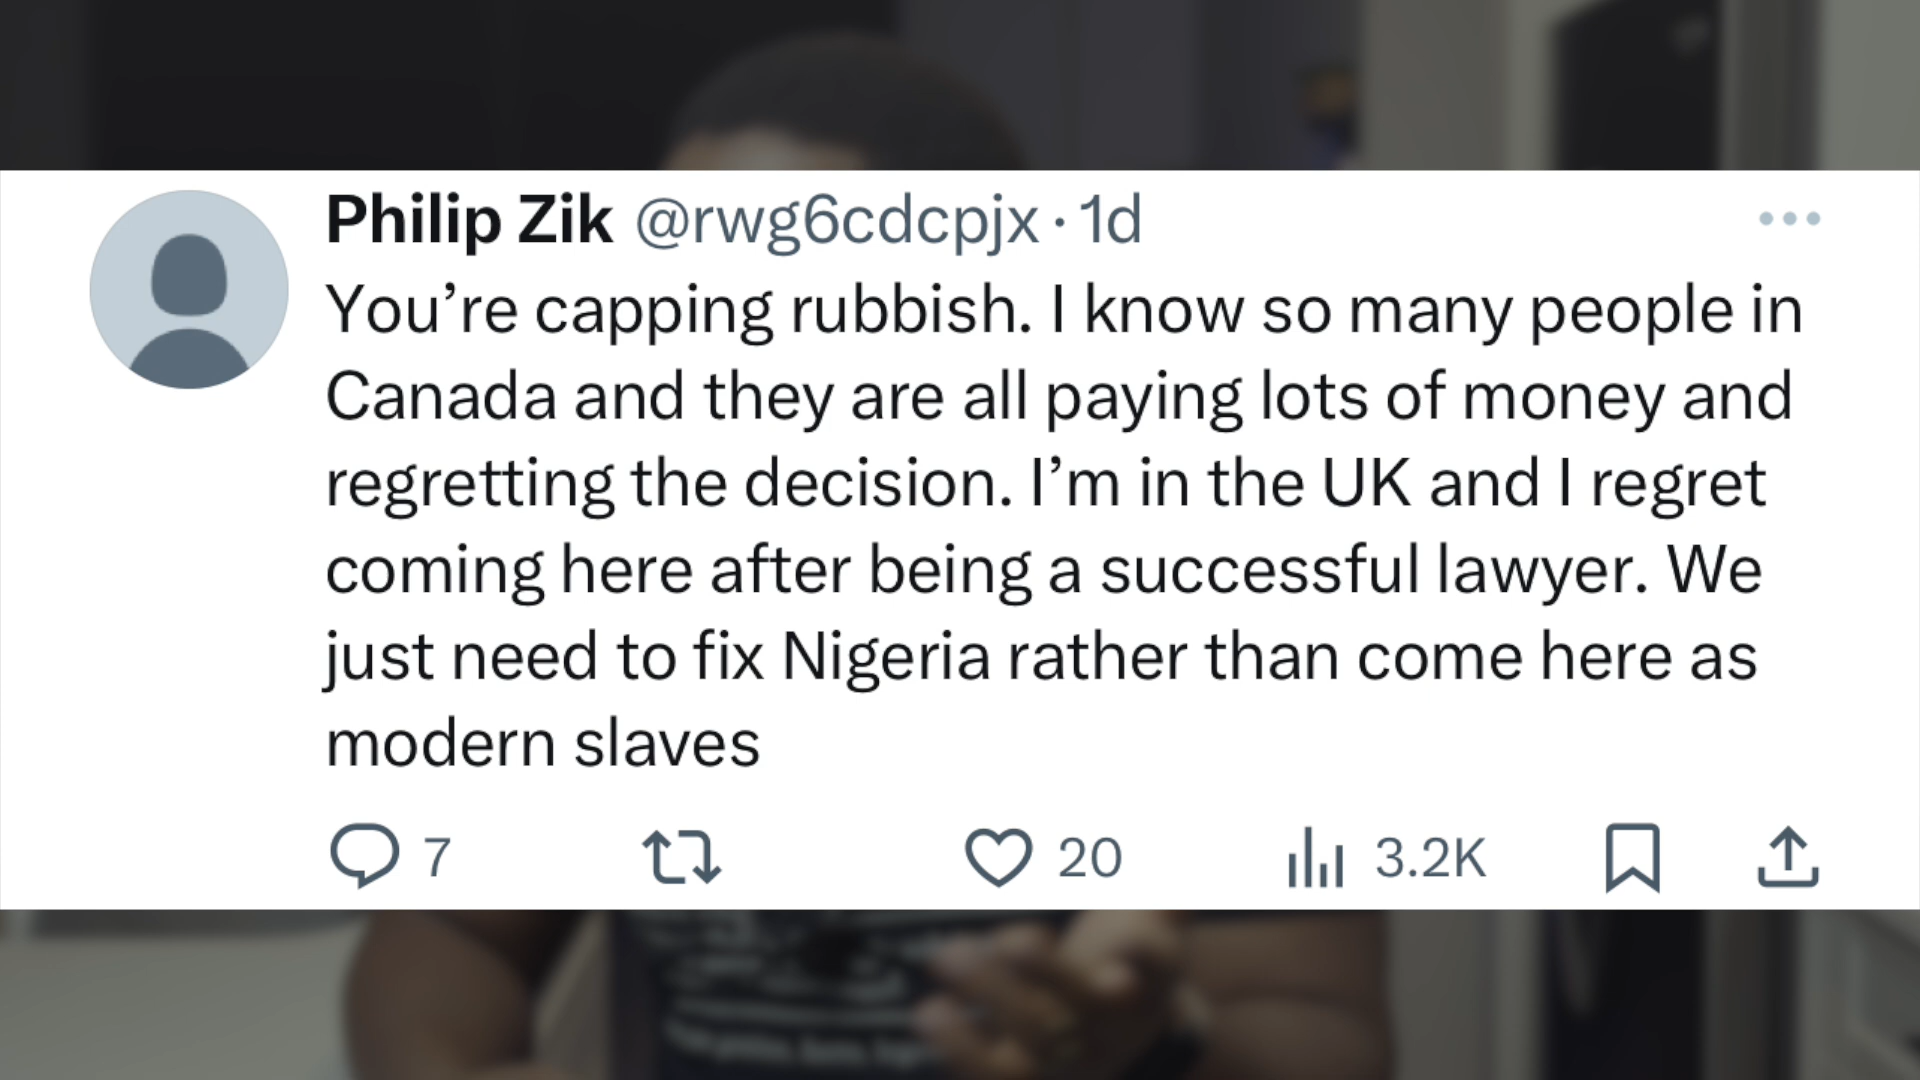 Philip Zik @rwg6cdcpjx · 1d
You’re capping rubbish. I know so many people in
Canada and they are all paying lots of money and
regretting the decision. I’m in the UK and I regret
coming here after being a successful lawyer. We
just need to fix Nigeria rather than come here as
modern slaves
7 20 3.2K